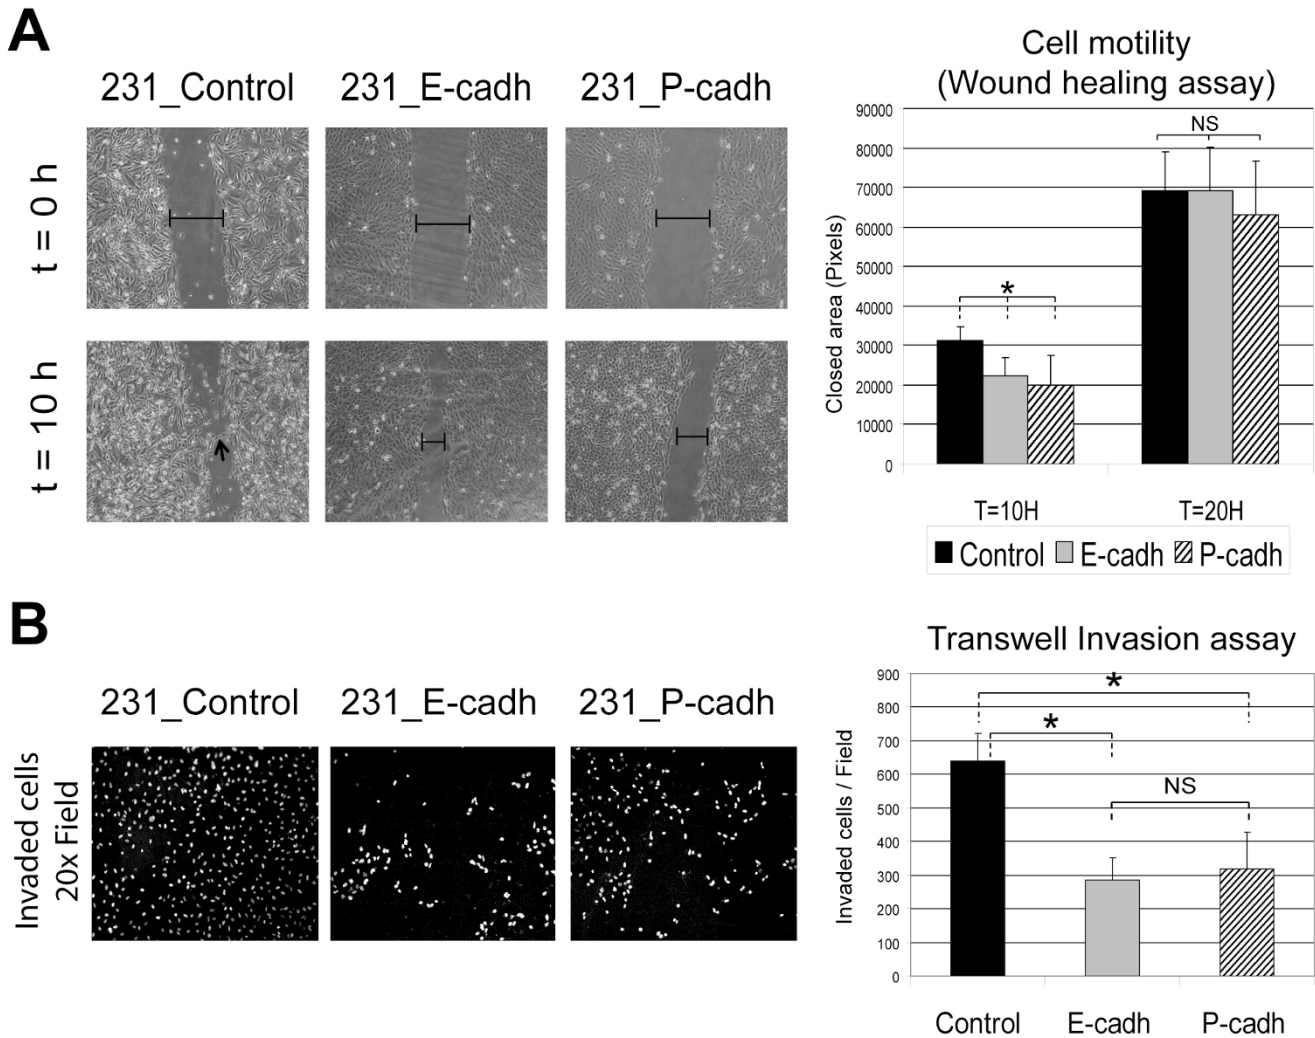 A
231_Control
231_E-cadh
231_P-cadh
t = 0 h
t = 10 h
Cell motility
(Wound healing assay)
Closed area (Pixels)
90000
80000
70000
60000
50000
40000
30000
20000
10000
0
*
NS
T=10H
T=20H
Control
E-cadh
P-cadh
B
231_Control
231_E-cadh
231_P-cadh
Invaded cells
20x Field
Transwell Invasion assay
Invaded cells / Field
900
800
700
600
500
400
300
200
100
0
*
*
NS
Control
E-cadh
P-cadh